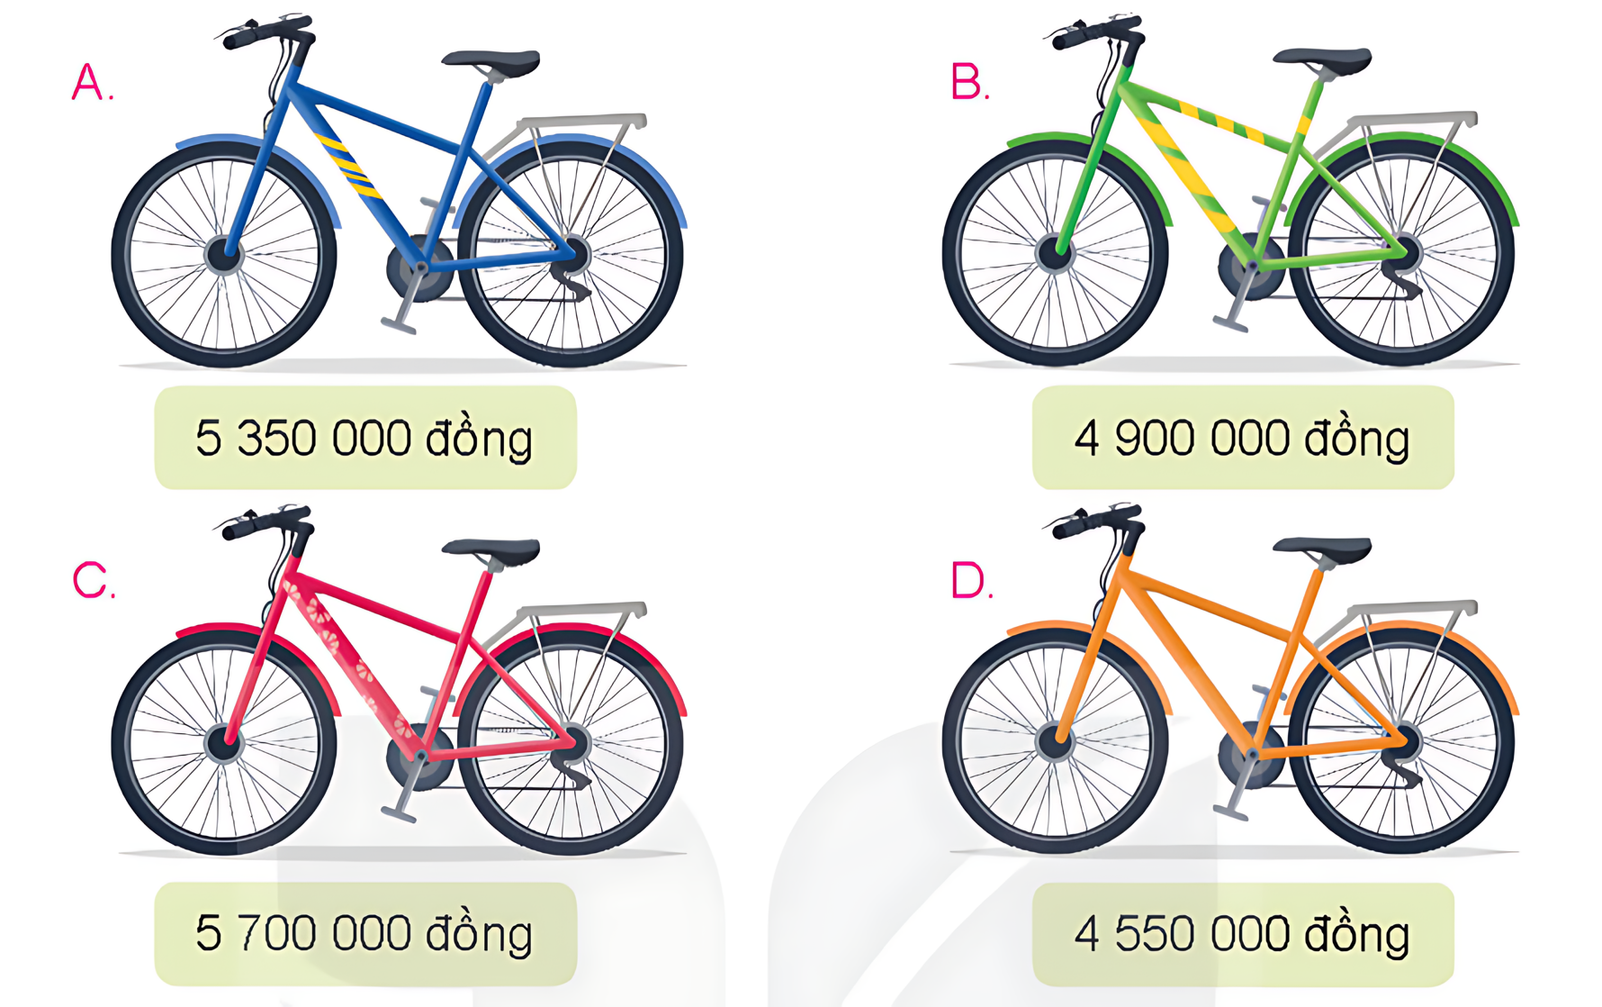 A.
B.
5 350 000 đồng
4 900 000 đồng
C.
D.
5 700 000 đồng
4 550 000 đồng